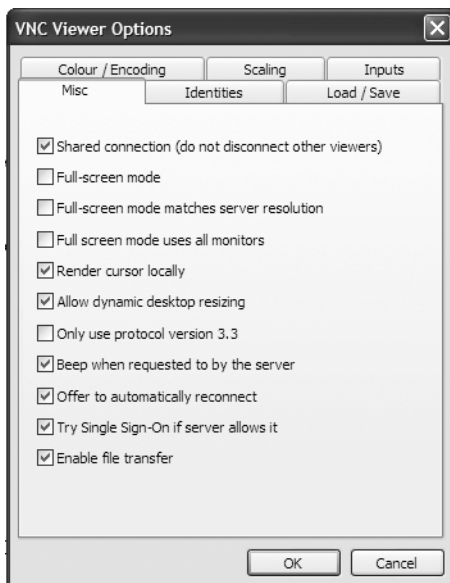 VNC Viewer Options
Colour / Encoding Scaling Inputs
Misc Identities Load / Save
Shared connection (do not disconnect other viewers)
Full-screen mode
Full-screen mode matches server resolution
Full screen mode uses all monitors
Render cursor locally
Allow dynamic desktop resizing
Only use protocol version 3.3
Beep when requested to by the server
Offer to automatically reconnect
Try Single Sign-On if server allows it
Enable file transfer
OK Cancel